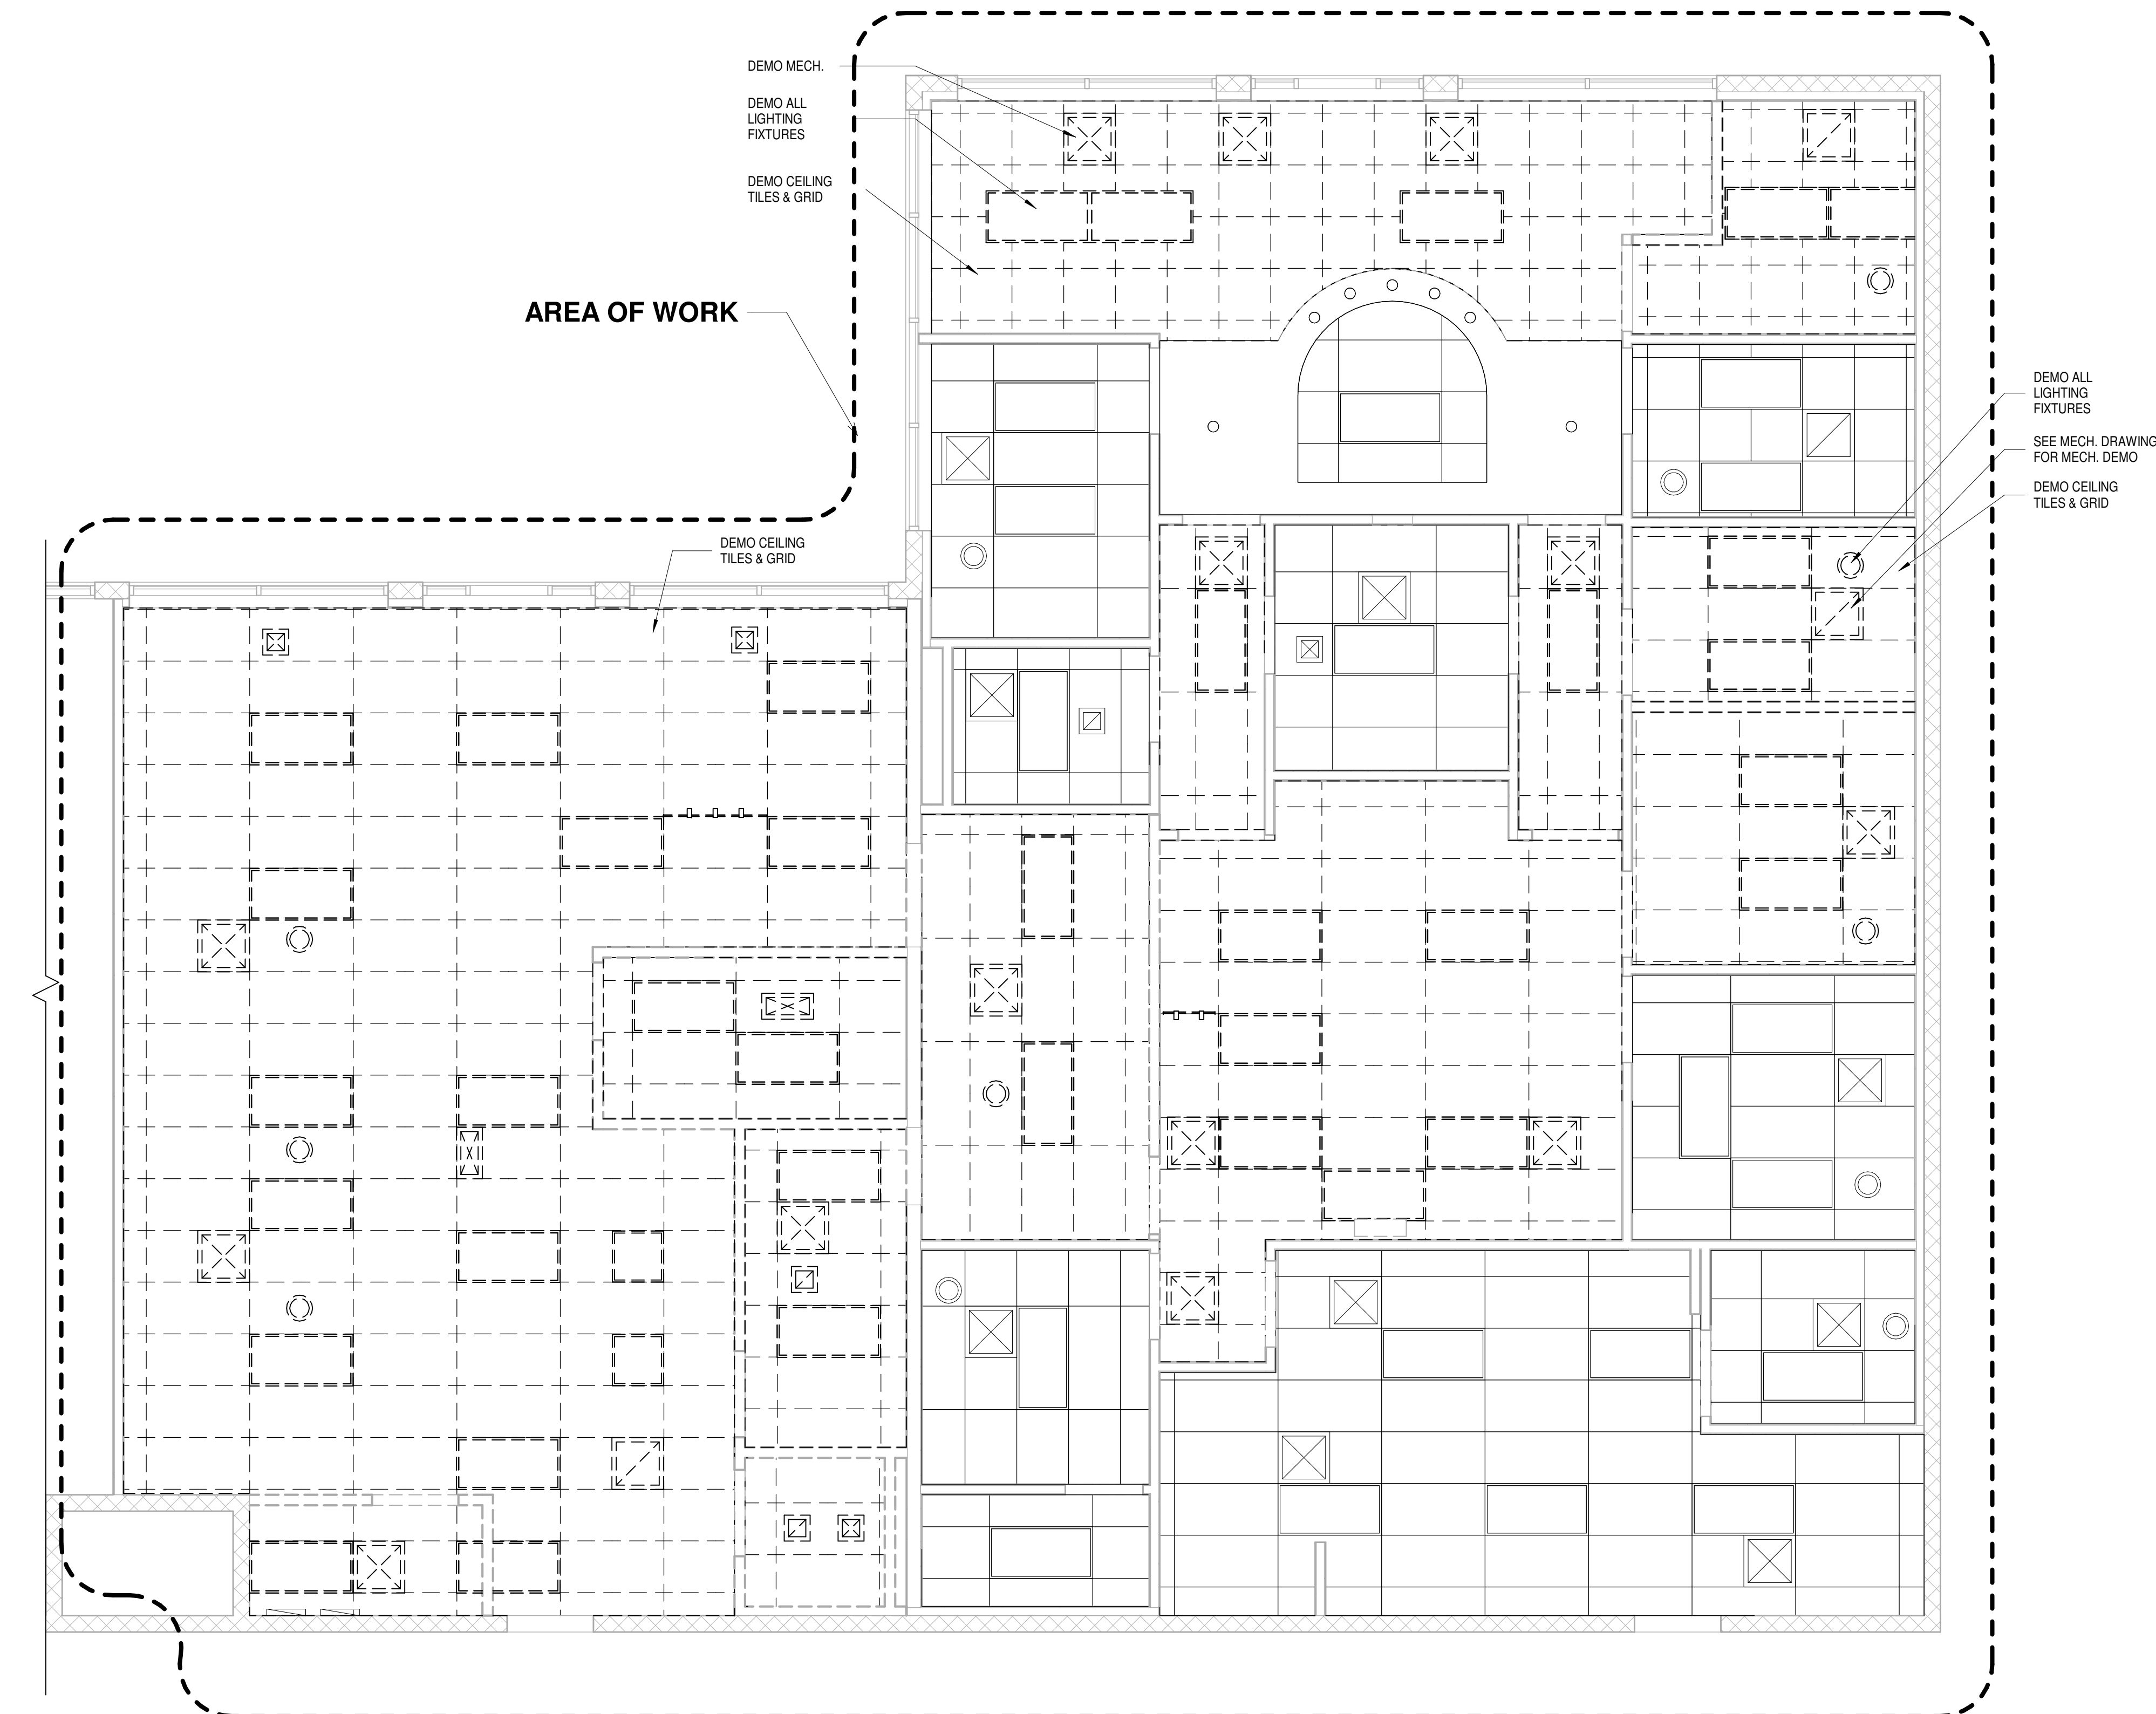 DEMO MECH.
DEMO ALL
LIGHTING
FIXTURES
DEMO CEILING
TILES & GRID
AREA OF WORK
DEMO ALL
LIGHTING
FIXTURES
SEE MECH. DRAWING
FOR MECH. DEMO
DEMO CEILING
TILES & GRID
DEMO CEILING
TILES & GRID